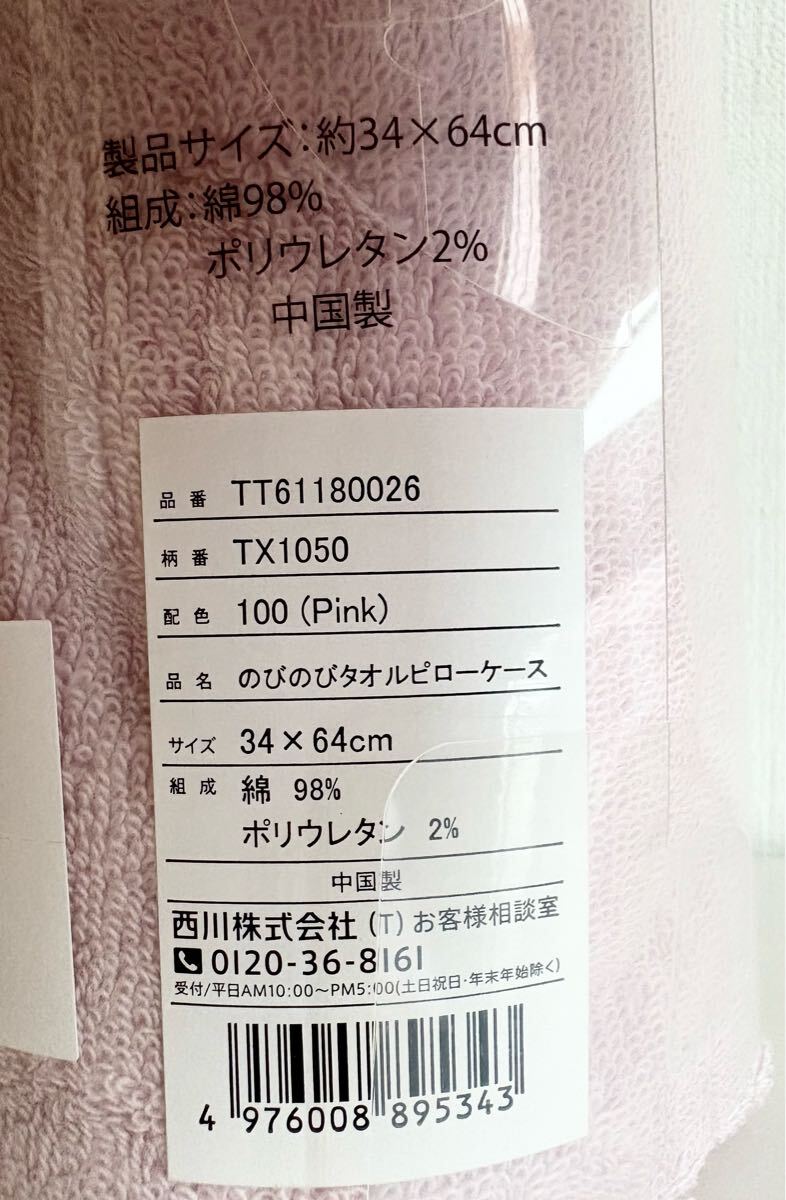 製品サイズ：約34×64cm
組成：綿98%
ポリウレタン2%
中国製
品番 TT61180026
柄番 TX1050
配色 100 (Pink)
品名 のびのびタオルピローケース
サイズ 34×64cm
組成 綿 98%
ポリウレタン 2%
中国製
西川株式会社(T)お客様相談室
0120-36-8161
受付/平日AM10:00～PM5:00(土日祝日・年末年始除く)
4 976008 895343